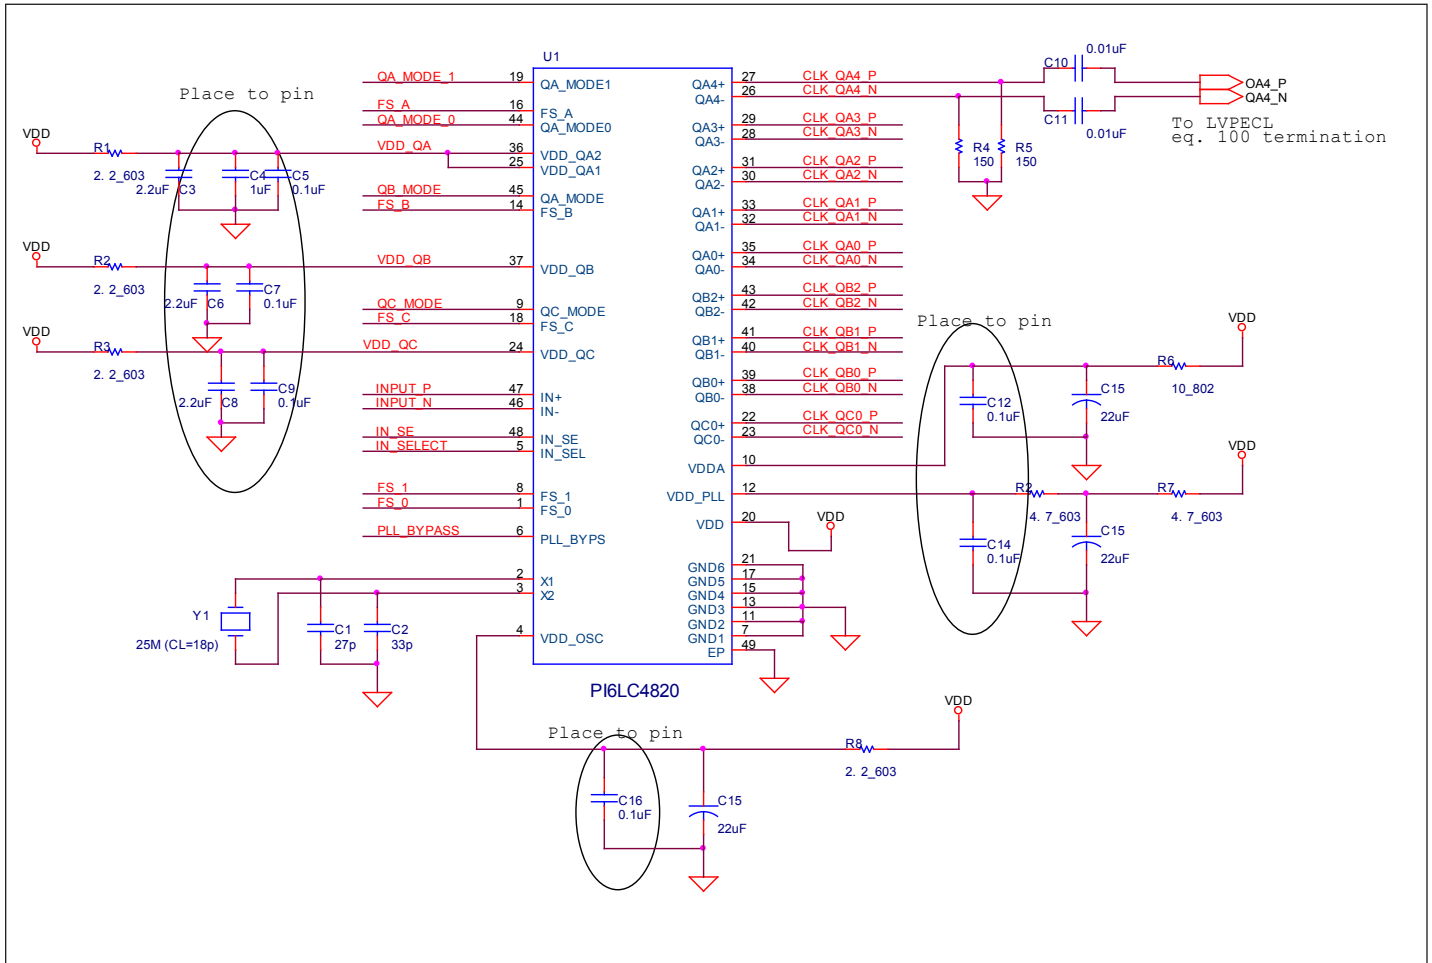 U1
PI6LC4820
QA_MODE_1 19 QA_MODE1
FS_A 16 FS_A
QA_MODE_0 44 QA_MODE0
VDD_QA 36 VDD_QA2
25 VDD_QA1
QB_MODE 45 QA_MODE
FS_B 14 FS_B
VDD_QB 37 VDD_QB
QC_MODE 9 QC_MODE
FS_C 18 FS_C
VDD_QC 24 VDD_QC
INPUT_P 47 IN+
INPUT_N 46 IN-
IN_SE 48 IN_SE
IN_SELECT 5 IN_SEL
FS_1 8 FS_1
FS_0 1 FS_0
PLL_BYPASS 6 PLL_BYPS
2 X1
3 X2
4 VDD_OSC
QA4+ 27 CLK_QA4_P
QA4- 26 CLK_QA4_N
QA3+ 29 CLK_QA3_P
QA3- 28 CLK_QA3_N
QA2+ 31 CLK_QA2_P
QA2- 30 CLK_QA2_N
QA1+ 33 CLK_QA1_P
QA1- 32 CLK_QA1_N
QA0+ 35 CLK_QA0_P
QA0- 34 CLK_QA0_N
QB2+ 43 CLK_QB2_P
QB2- 42 CLK_QB2_N
QB1+ 41 CLK_QB1_P
QB1- 40 CLK_QB1_N
QB0+ 39 CLK_QB0_P
QB0- 38 CLK_QB0_N
QC0+ 22 CLK_QC0_P
QC0- 23 CLK_QC0_N
VDDA 10
VDD_PLL 12
VDD 20 VDD
GND6 21
GND5 17
GND4 15
GND3 13
GND2 11
GND1 7
EP 49
Place to pin
VDD
R1
2. 2_603
2.2uF C3
C4
1uF
C5
0.1uF
VDD
R2
2. 2_603
2.2uF C6
C7
0.1uF
VDD
R3
2. 2_603
2.2uF C8
C9
0.1uF
Y1
25M (CL=18p)
C1
27p
C2
33p
C10
0.01uF
C11
0.01uF
R4
150
R5
150
OA4_P
QA4_N
To LVPECL
eq. 100 termination
Place to pin
VDD
R6
10_802
C12
0.1uF
C15
22uF
VDD
R2
4. 7_603
R7
4. 7_603
C14
0.1uF
C15
22uF
Place to pin
VDD
R8
2. 2_603
C16
0.1uF
C15
22uF